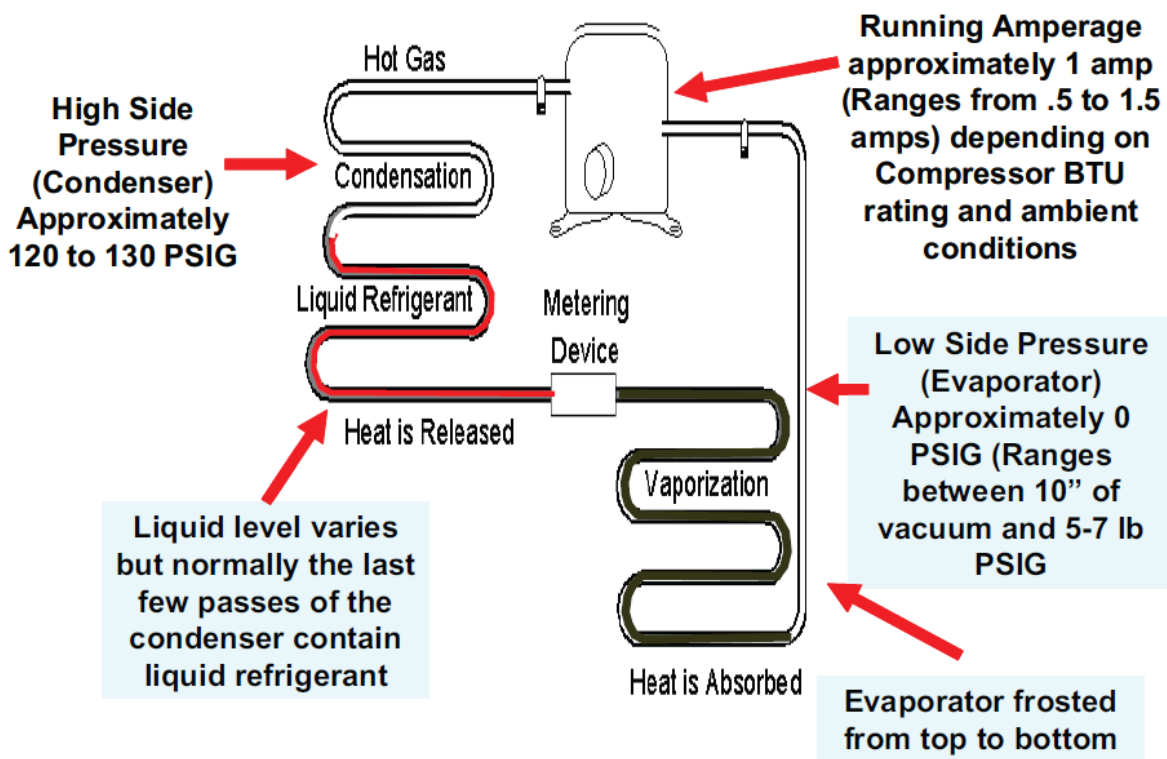 Running Amperage
approximately 1 amp
(Ranges from .5 to 1.5
amps) depending on
Compressor BTU
rating and ambient
conditions
Hot Gas
High Side
Pressure
(Condenser)
Approximately
120 to 130 PSIG
Condensation
Liquid Refrigerant
Metering
Device
Heat is Released
Low Side Pressure
(Evaporator)
Approximately 0
PSIG (Ranges
between 10” of
vacuum and 5-7 lb
PSIG
Vaporization
Liquid level varies
but normally the last
few passes of the
condenser contain
liquid refrigerant
Heat is Absorbed
Evaporator frosted
from top to bottom